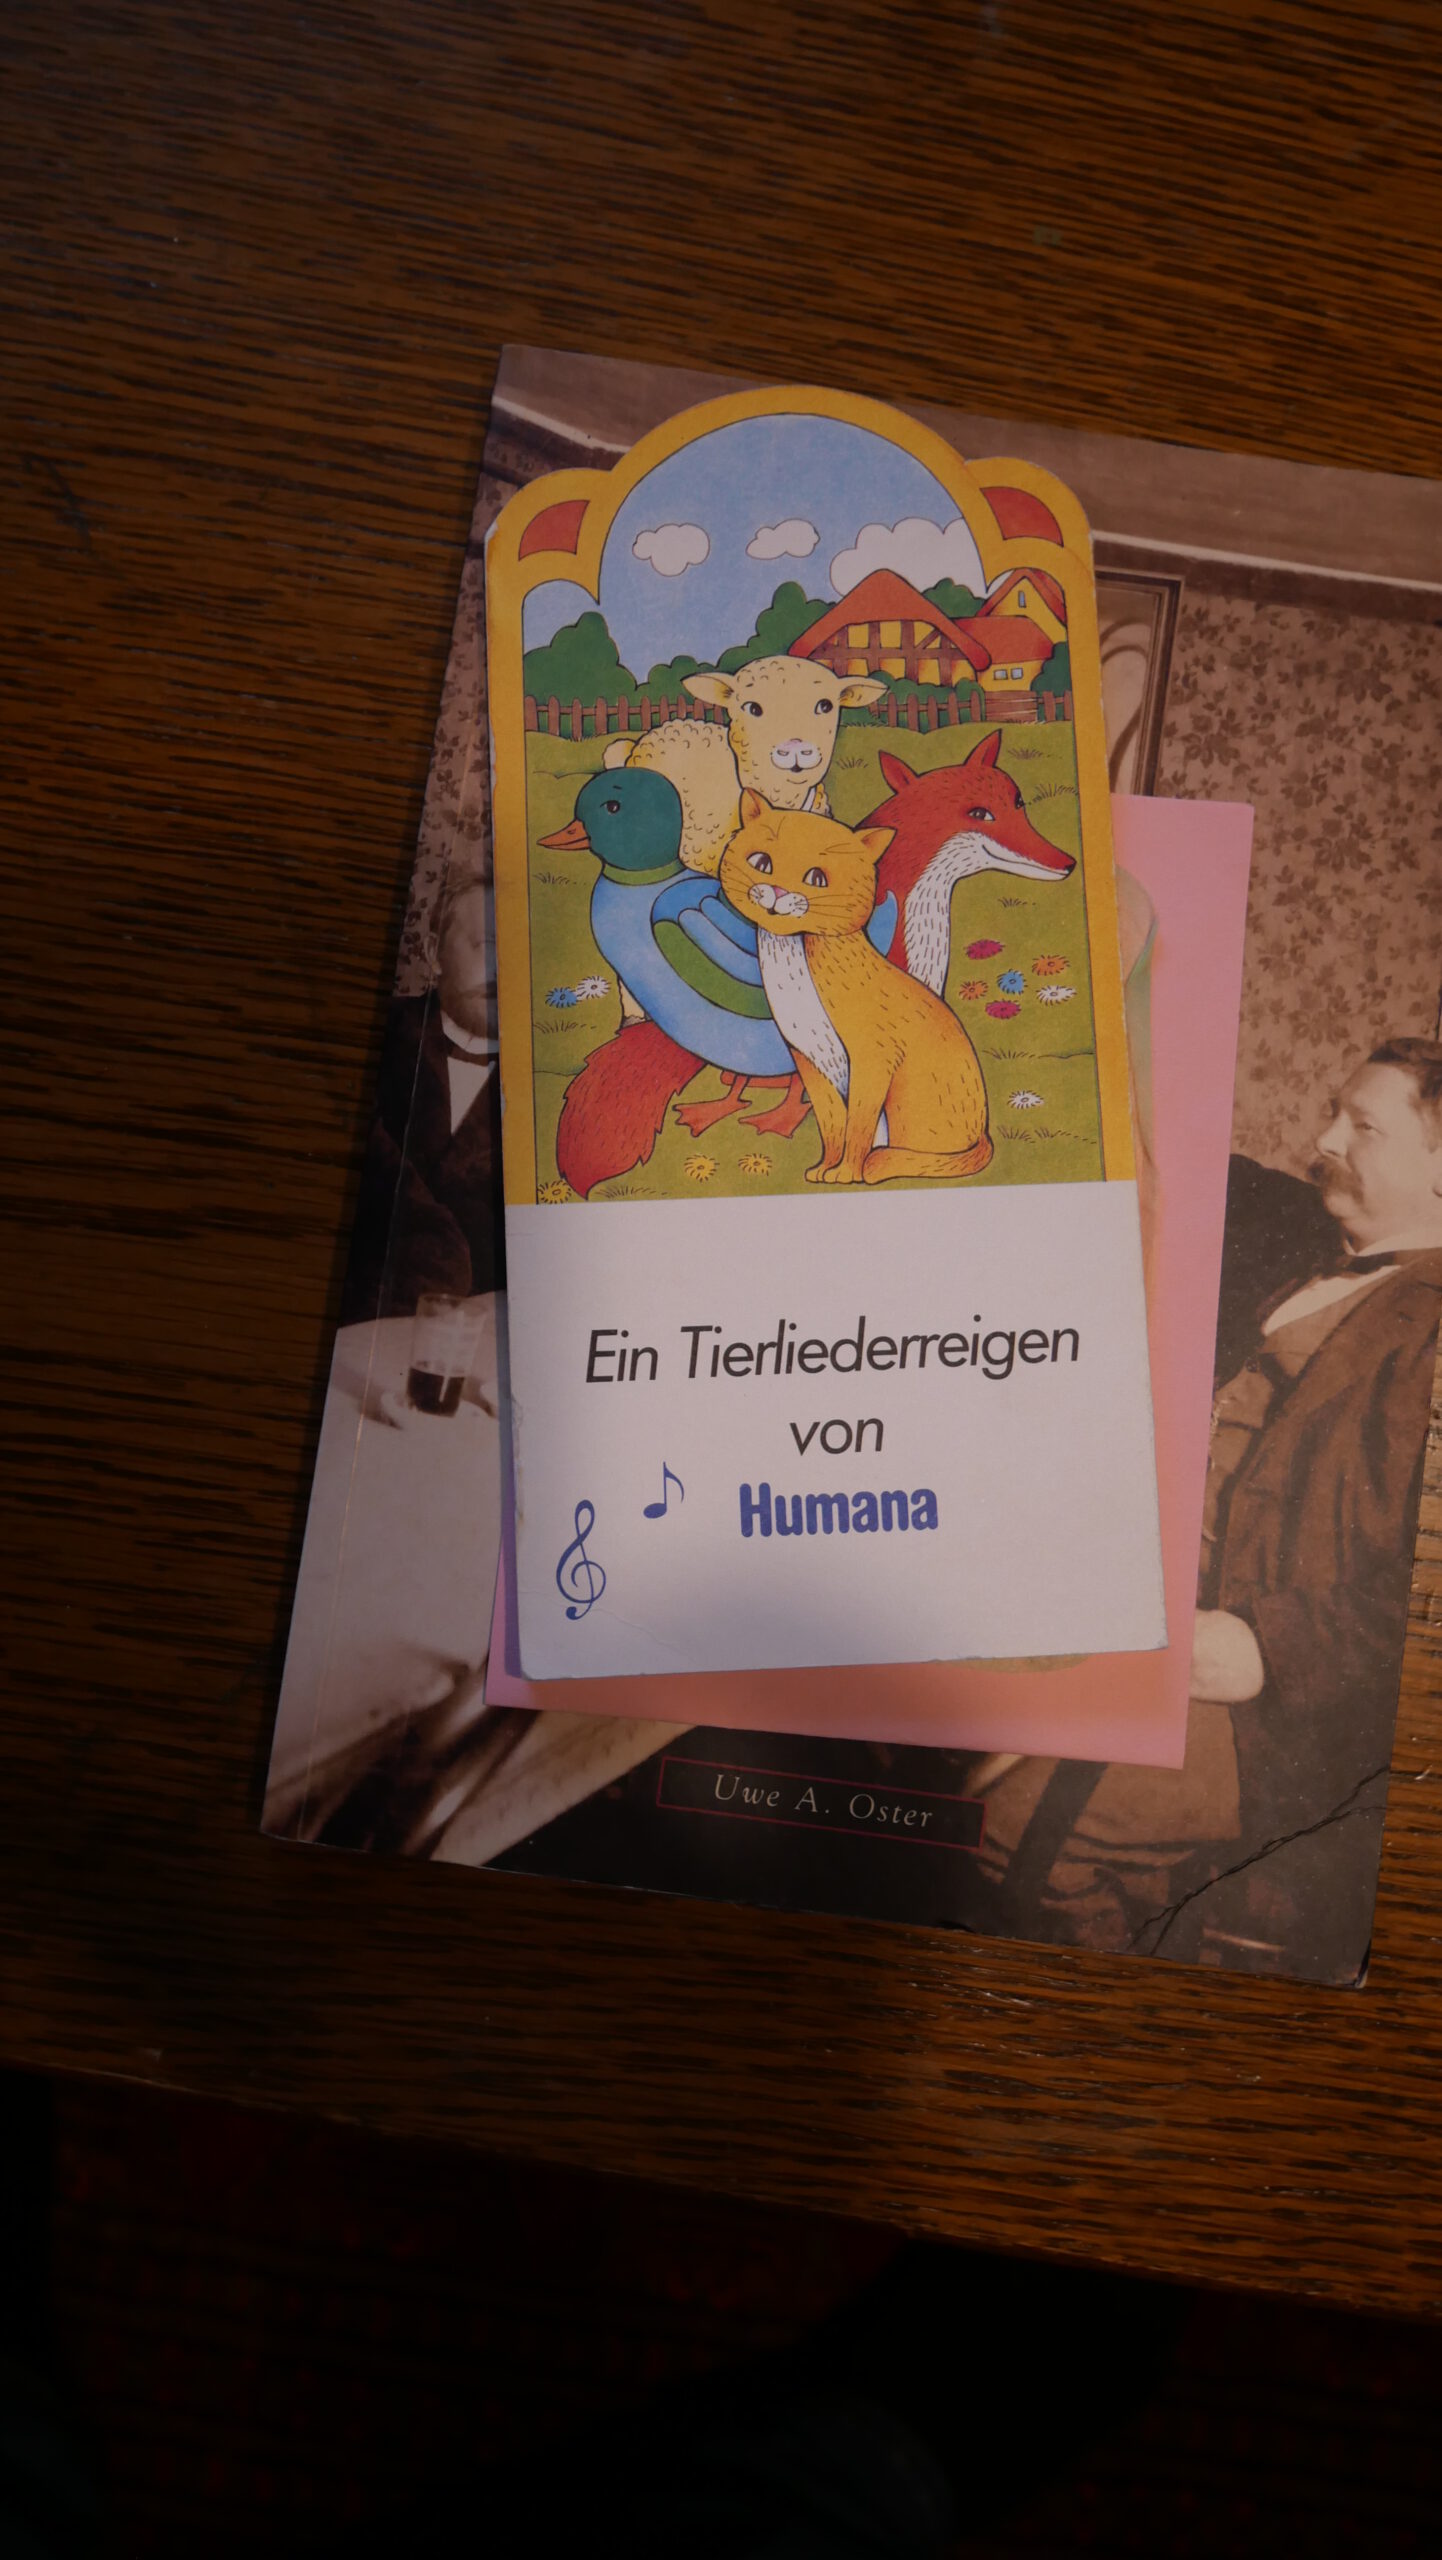 Ein Tierliederreigen
von
Humana
Uwe A. Oster